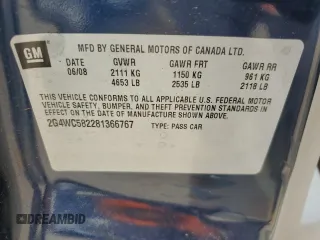 GM
MFD BY GENERAL MOTORS OF CANADA LTD.
DATE GVWR GAWR FRT GAWR RR
06/08 2111 KG 1150 KG 961 KG
4653 LB 2535 LB 2118 LB
THIS VEHICLE CONFORMS TO ALL APPLICABLE U.S. FEDERAL MOTOR
VEHICLE SAFETY, BUMPER, AND THEFT PREVENTION STANDARDS
IN EFFECT ON THE DATE OF MANUFACTURE SHOWN ABOVE.
2G4WC582281366767 TYPE: PASS CAR
DREAMBID